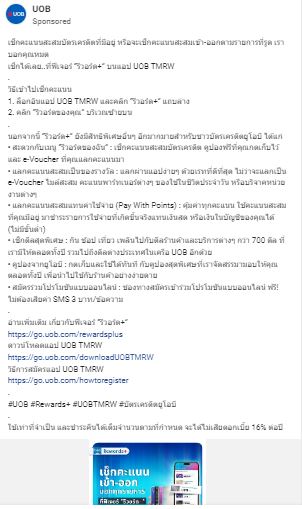 UOB
Sponsored
เช็กคะแนนสะสมบัตรเครดิตที่มีอยู่ หรือจะเช็กคะแนนสะสมเข้า-ออกตามรายการที่รูด เรา
บอกคุณหมด
เช็กได้เลย..ที่ฟีเจอร์ "รีวอร์ด+" บนแอป UOB TMRW
.
วิธีเข้าไปเช็กคะแนน
1. ล็อกอินแอป UOB TMRW และคลิก "รีวอร์ด+" แถบล่าง
2. คลิก "รีวอร์ดของคุณ" บริเวณซ้ายบน
.
นอกจากนี้ "รีวอร์ด+" ยังมีสิทธิพิเศษอื่นๆ อีกมากมายสำหรับชาวบัตรเครดิตยูโอบี ได้แก่
• สะดวกกับเมนู "รีวอร์ดของฉัน" : เช็กคะแนนสะสมบัตรเครดิต คูปองฟรีที่คุณกดเก็บไว้
และ e-Voucher ที่คุณแลกคะแนนมา
• แลกคะแนนสะสมเป็นของรางวัล : แลกผ่านแอปง่ายๆ ด้วยเรทที่ดีที่สุด ไม่ว่าจะแลกเป็น
e-Voucher ไมล์สะสม คะแนนพาร์ทเนอร์ต่างๆ ของใช้ในชีวิตประจำวัน หรือบริจาคหน่วย
งานต่างๆ
• แลกคะแนนสะสมแทนค่าใช้จ่าย (Pay With Points) : คุ้มค่าทุกคะแนน ใช้คะแนนสะสม
ที่คุณมีอยู่ มาชำระรายการใช้จ่ายที่เกิดขึ้นจริงแทนเงินสด หรือเงินในบัญชีของคุณได้
(ไม่มีขั้นต่ำ)
• เช็กดีลสุดพิเศษ : กิน ช้อป เที่ยว เพลินไปกับดีลร้านค้าและบริการต่างๆ กว่า 700 ดีล ที่
เรามีให้ตลอดทั้งปี รวมไปถึงดีลต่างประเทศในเครือ UOB อีกด้วย
• คูปองจากยูโอบี : กดเก็บและใช้ได้ทันที กับคูปองสุดพิเศษที่เราจัดสรรมามอบให้คุณ
ตลอดทั้งปี เพื่อนำไปใช้กับร้านค้าอย่างง่ายดาย
• สมัครร่วมโปรโมชันแบบออนไลน์ : ช่องทางสมัครเข้าร่วมโปรโมชันแบบออนไลน์ ฟรี!
ไม่ต้องเสียค่า SMS 3 บาท/ข้อความ
.
อ่านเพิ่มเติม เกี่ยวกับฟีเจอร์ "รีวอร์ด+"
https://go.uob.com/rewardsplus
ดาวน์โหลดแอป UOB TMRW
https://go.uob.com/downloadUOBTMRW
วิธีการสมัครแอป UOB TMRW
https://go.uob.com/howtoregister
.
#UOB #Rewards+ #UOBTMRW #บัตรเครดิตยูโอบี
.
ใช้เท่าที่จำเป็น และชำระคืนได้เต็มจำนวนตามที่กำหนด จะได้ไม่เสียดอกเบี้ย 16% ต่อปี
Rewards+
เช็กคะแนน
เข้า-ออก